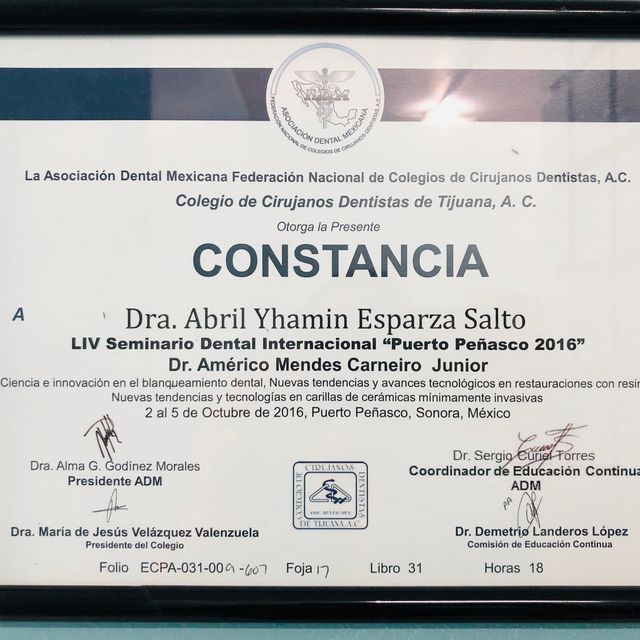 ADM
ASOCIACIÓN DENTAL MEXICANA
FEDERACIÓN NACIONAL DE COLEGIOS DE CIRUJANOS DENTISTAS, A.C.
La Asociación Dental Mexicana Federación Nacional de Colegios de Cirujanos Dentistas, A.C.
Colegio de Cirujanos Dentistas de Tijuana, A. C.
Otorga la Presente
CONSTANCIA
A
Dra. Abril Yhamin Esparza Salto
LIV Seminario Dental Internacional “Puerto Peñasco 2016”
Dr. Américo Mendes Carneiro Junior
Ciencia e innovación en el blanqueamiento dental, Nuevas tendencias y avances tecnológicos en restauraciones con resin
Nuevas tendencias y tecnologías en carillas de cerámicas mínimamente invasivas
2 al 5 de Octubre de 2016, Puerto Peñasco, Sonora, México
Dra. Alma G. Godínez Morales
Presidente ADM
Dr. Sergio Curiel Torres
Coordinador de Educación Continua
ADM
COLEGIO DE CIRUJANOS DENTISTAS DE TIJUANA, A.C.
ASOC. DENTAL MEX.
PA
Dra. María de Jesús Velázquez Valenzuela
Presidente del Colegio
Dr. Demetrio Landeros López
Comisión de Educación Continua
Folio ECPA-031-009-607 Foja 17 Libro 31 Horas 18